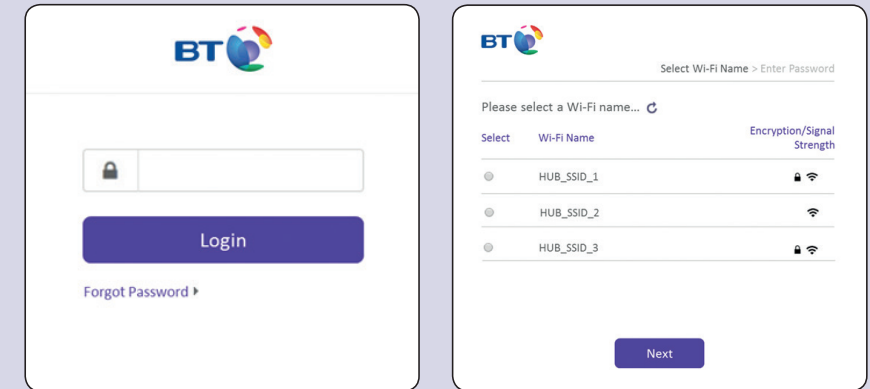 BT
Login
Forgot Password
BT
Select Wi-Fi Name > Enter Password
Please select a Wi-Fi name...
Select Wi-Fi Name Encryption/Signal
Strength
HUB_SSID_1
HUB_SSID_2
HUB_SSID_3
Next